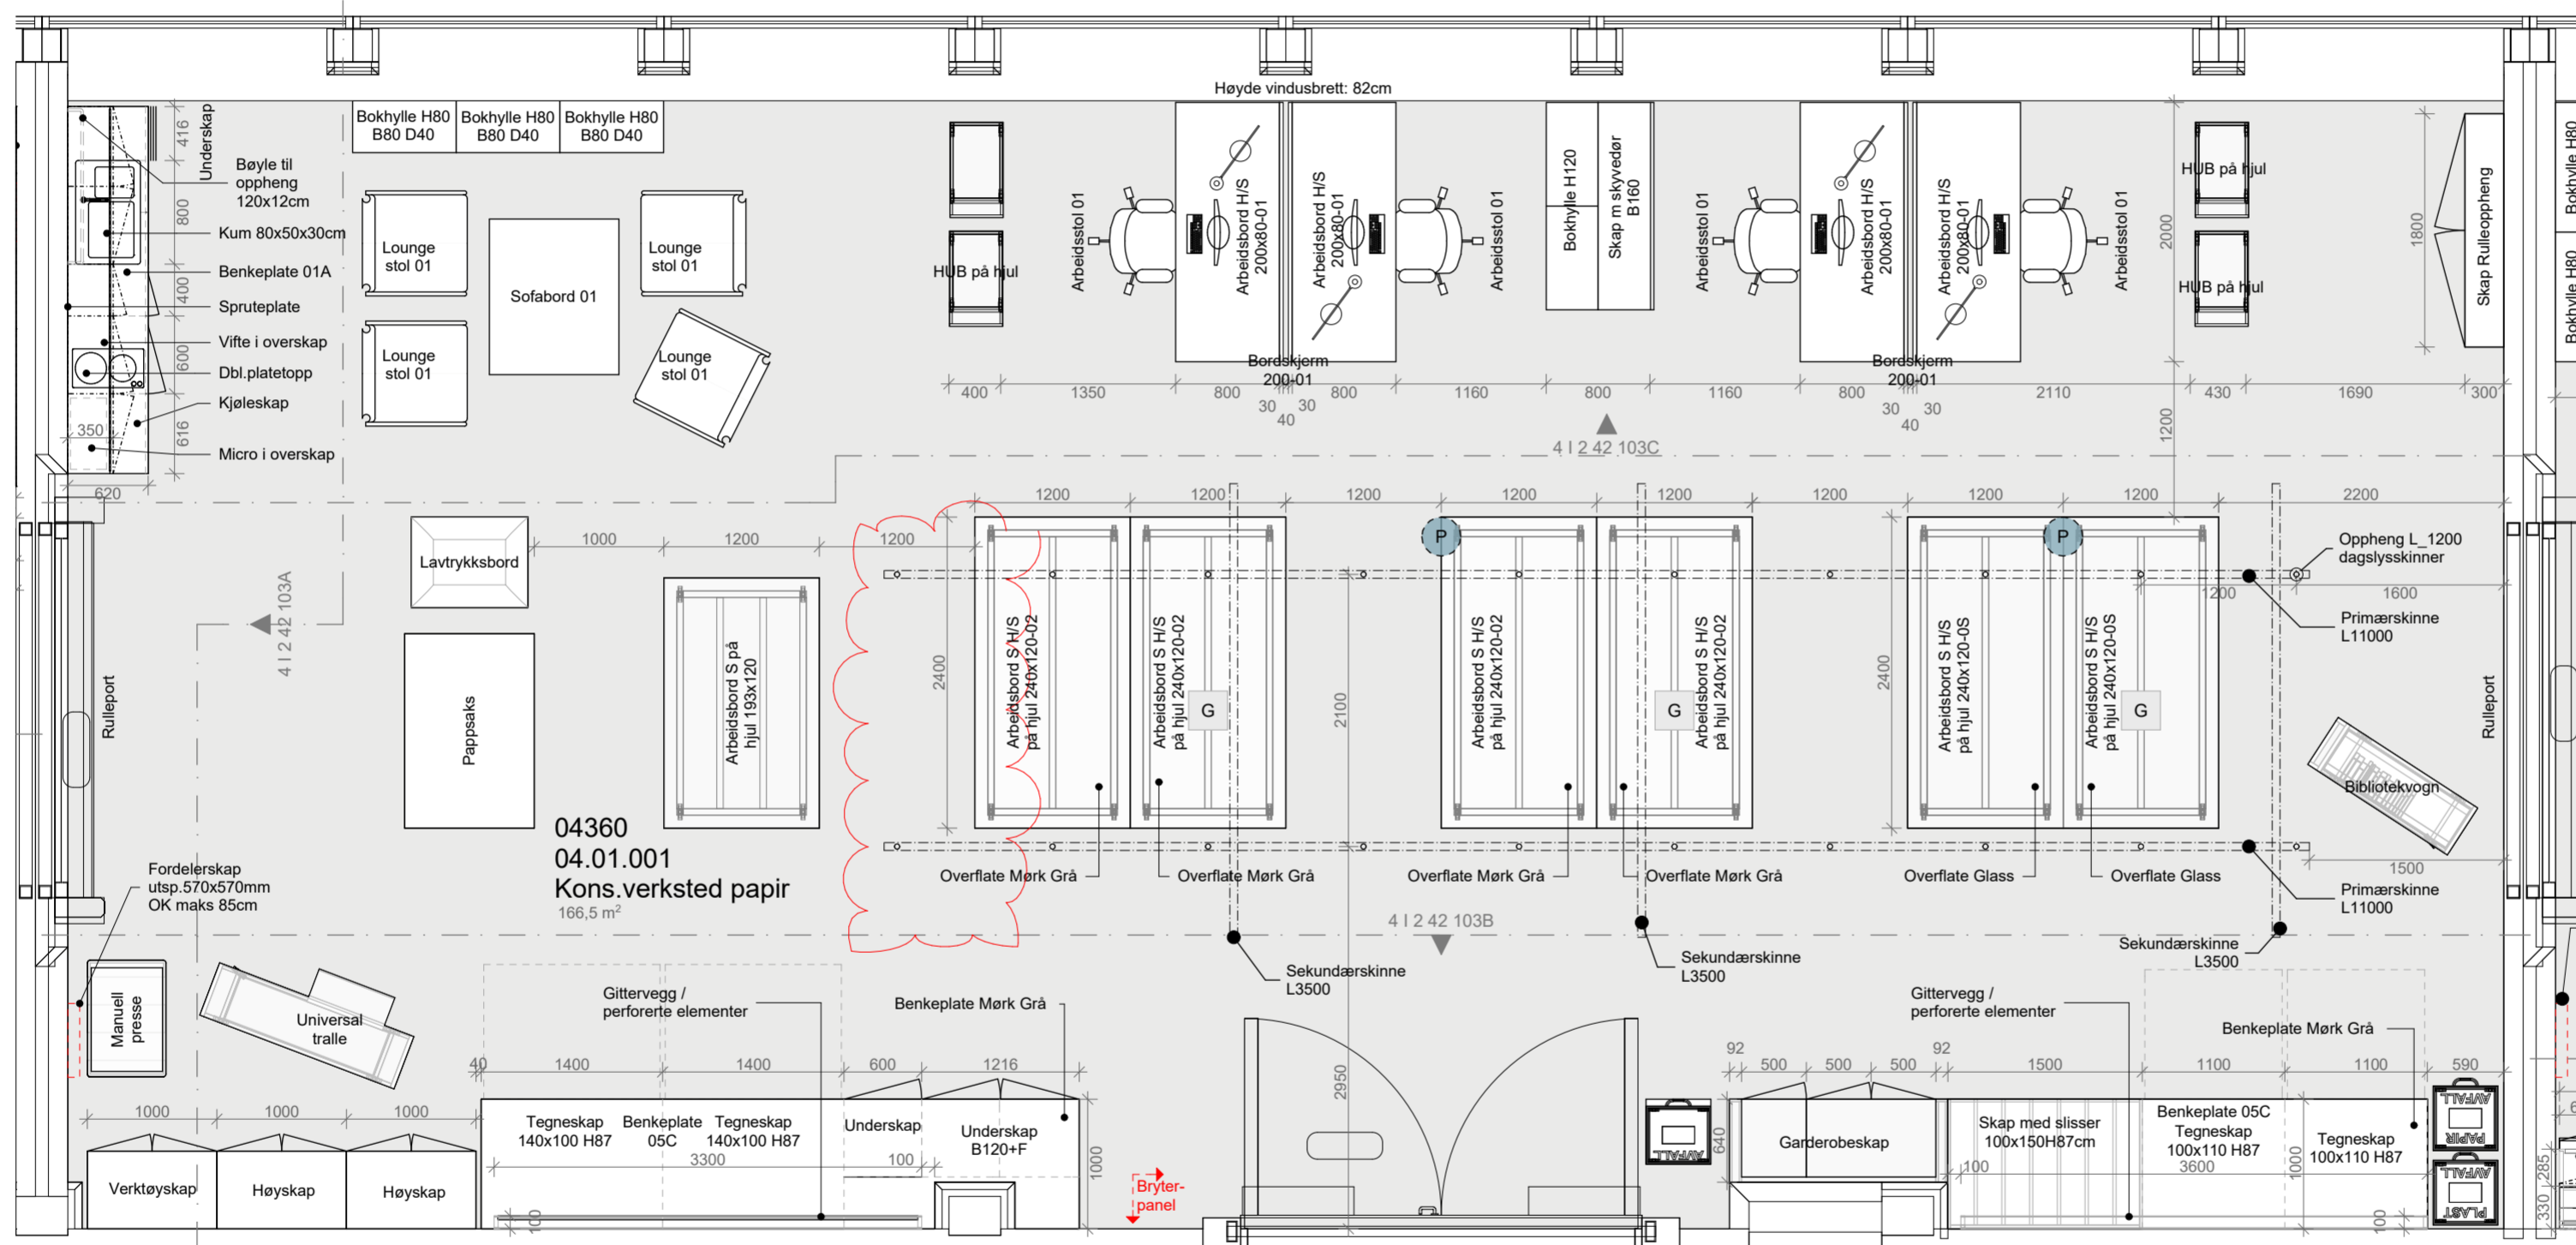 Høyde vindusbrett: 82cm
Bokhylle H80
B80 D40
Bokhylle H80
B80 D40
Bokhylle H80
B80 D40
416
800
400
600
616
350
620
Underskap
Bøyle til
oppheng
120x12cm
Kum 80x50x30cm
Benkeplate 01A
Spruteplate
Vifte i overskap
Dbl.platetopp
Kjøleskap
Micro i overskap
Lounge
stol 01
Lounge
stol 01
Sofabord 01
Lounge
stol 01
Lounge
stol 01
HUB på hjul
Arbeidsstol 01
Arbeidsbord H/S
200x80-01
Arbeidsbord H/S
200x80-01
Arbeidsstol 01
Bordskjerm
200-01
Bokhylle H120
Skap m skyvedør
B160
Arbeidsstol 01
Arbeidsbord H/S
200x80-01
Arbeidsbord H/S
200x80-01
Arbeidsstol 01
Bordskjerm
200-01
HUB på hjul
HUB på hjul
2000
1800
Skap Rulleoppheng
Bokhylle H80
Bokhylle H80
400
1350
800
30
40
30
800
1160
800
1160
800
30
40
30
2110
430
1690
300
1200
4 I 2 42 103C
4 I 2 42 103A
1200
1200
1200
1200
1200
1200
1200
1200
2200
Lavtrykksbord
1000
1200
1200
Pappsaks
Rulleport
Arbeidsbord S på
hjul 193x120
2400
Arbeidsbord S H/S
på hjul 240x120-02
Arbeidsbord S H/S
på hjul 240x120-02
G
2100
P
Arbeidsbord S H/S
på hjul 240x120-02
Arbeidsbord S H/S
på hjul 240x120-02
G
2400
P
Arbeidsbord S H/S
på hjul 240x120-0S
Arbeidsbord S H/S
på hjul 240x120-0S
G
Oppheng L_1200
dagslysskinner
1200
1600
Primærskinne
L11000
Rulleport
Bibliotekvogn
1500
Primærskinne
L11000
04360
04.01.001
Kons.verksted papir
166,5 m²
Overflate Mørk Grå
Overflate Mørk Grå
Overflate Mørk Grå
Overflate Mørk Grå
Overflate Glass
Overflate Glass
4 I 2 42 103B
Sekundærskinne
L3500
Sekundærskinne
L3500
Sekundærskinne
L3500
Fordelerskap
utsp.570x570mm
OK maks 85cm
Manuell
presse
Universal
tralle
Gittervegg /
perforerte elementer
Benkeplate Mørk Grå
Gittervegg /
perforerte elementer
Benkeplate Mørk Grå
40
1400
1400
600
1216
2950
92
500
500
500
92
1500
1100
1100
590
1000
1000
1000
Verktøyskap
Høyskap
Høyskap
Tegneskap
140x100 H87
Benkeplate
05C
Tegneskap
140x100 H87
Underskap
Underskap
B120+F
3300
100
100
1000
Bryter-
panel
AVFALL
640
Garderobeskap
Skap med slisser
100x150H87cm
Benkeplate 05C
Tegneskap
100x110 H87
Tegneskap
100x110 H87
100
3600
1000
100
AVFALL
PAPIR
AVFALL
PLAST
285
330